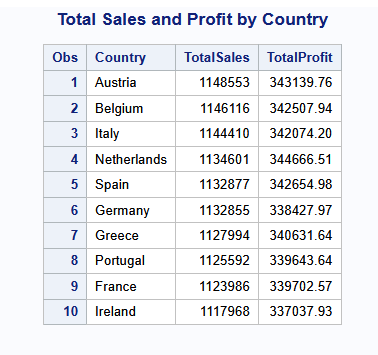 Total Sales and Profit by Country
Obs Country TotalSales TotalProfit
1 Austria 1148553 343139.76
2 Belgium 1146116 342507.94
3 Italy 1144410 342074.20
4 Netherlands 1134601 344666.51
5 Spain 1132877 342654.98
6 Germany 1132855 338427.97
7 Greece 1127994 340631.64
8 Portugal 1125592 339643.64
9 France 1123986 339702.57
10 Ireland 1117968 337037.93